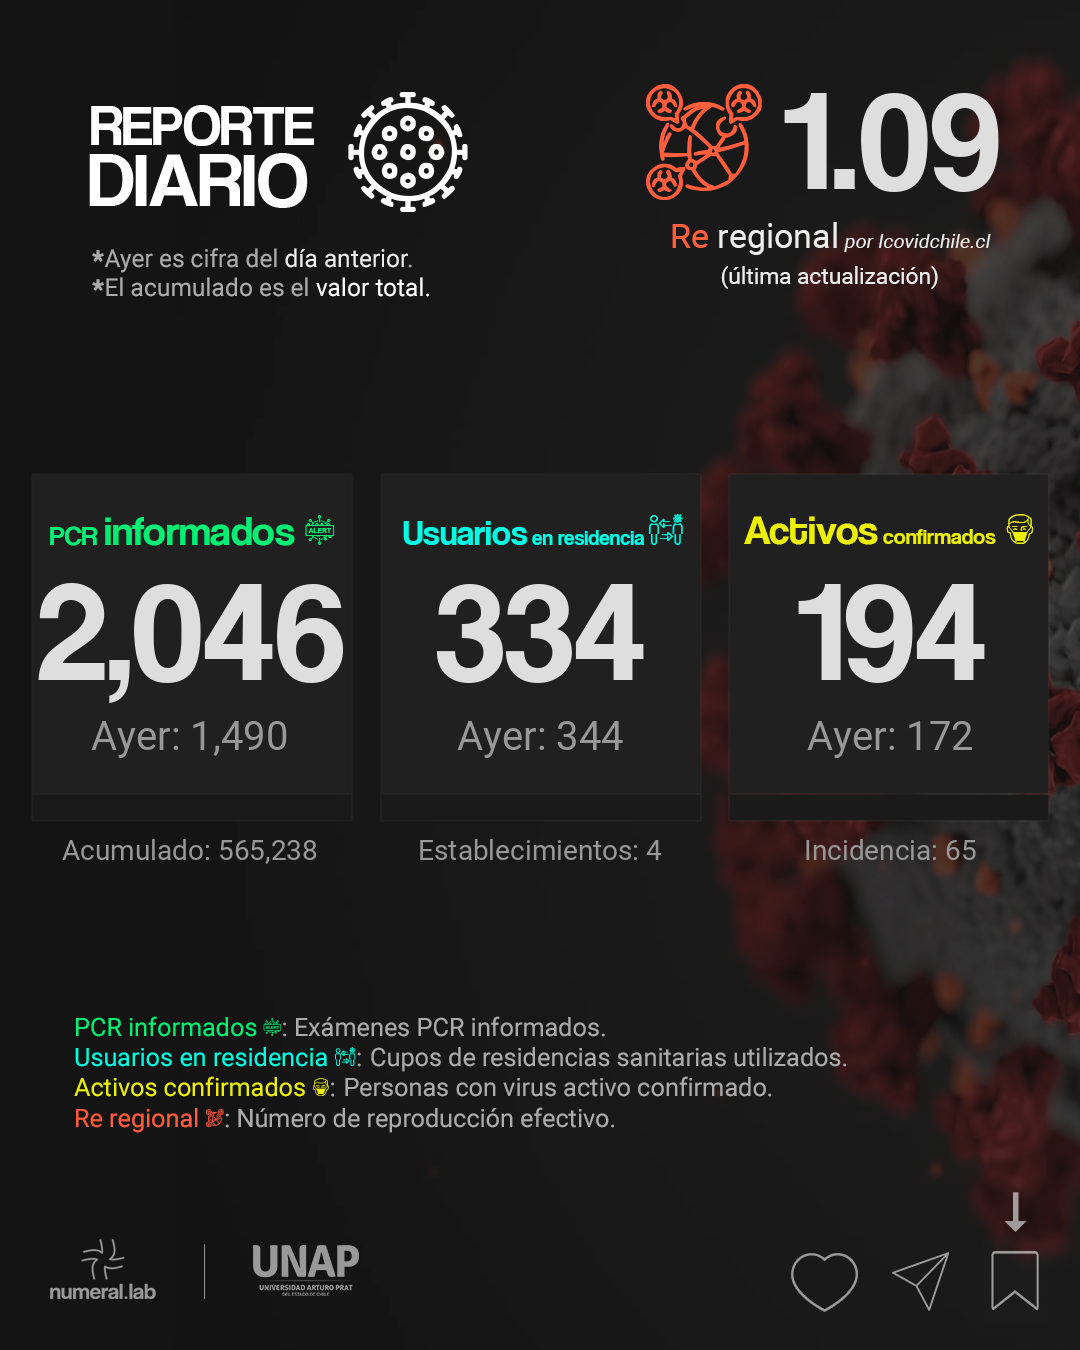 REPORTE
DIARIO
*Ayer es cifra del día anterior.
*El acumulado es el valor total.
1.09
Re regional por Icovidchile.cl
(última actualización)
PCR informados
ALERT
2,046
Ayer: 1,490
Acumulado: 565,238
Usuarios en residencia
334
Ayer: 344
Establecimientos: 4
Activos confirmados
194
Ayer: 172
Incidencia: 65
PCR informados : Exámenes PCR informados.
Usuarios en residencia : Cupos de residencias sanitarias utilizados.
Activos confirmados : Personas con virus activo confirmado.
Re regional : Número de reproducción efectivo.
numeral.lab
UNAP
UNIVERSIDAD ARTURO PRAT
DEL ESTADO DE CHILE